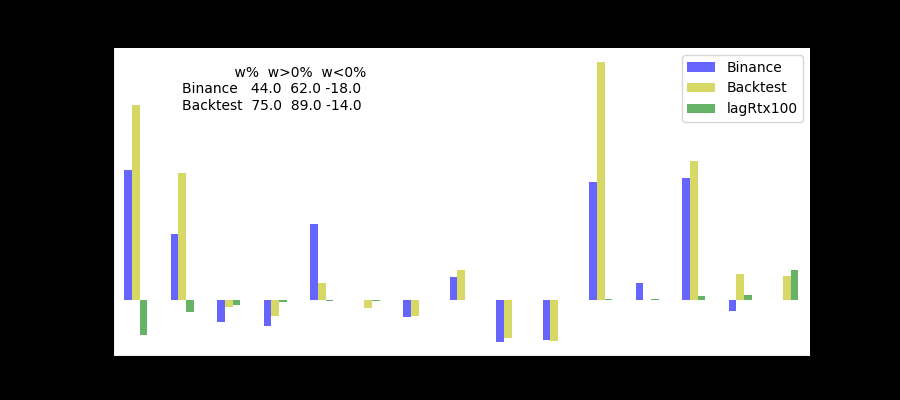 w% w>0% w<0%
Binance 44.0 62.0 -18.0
Backtest 75.0 89.0 -14.0
Binance
Backtest
lagRtx100